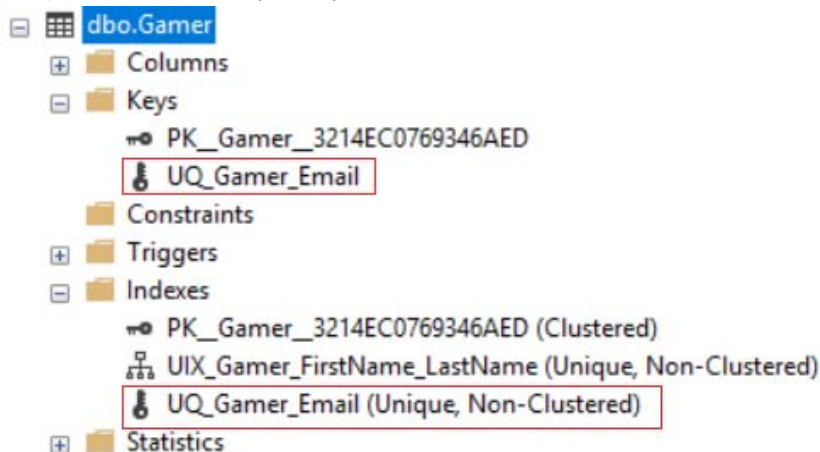 dbo.Gamer
Columns
Keys
PK__Gamer__3214EC0769346AED
UQ_Gamer_Email
Constraints
Triggers
Indexes
PK__Gamer__3214EC0769346AED (Clustered)
UIX_Gamer_FirstName_LastName (Unique, Non-Clustered)
UQ_Gamer_Email (Unique, Non-Clustered)
Statistics